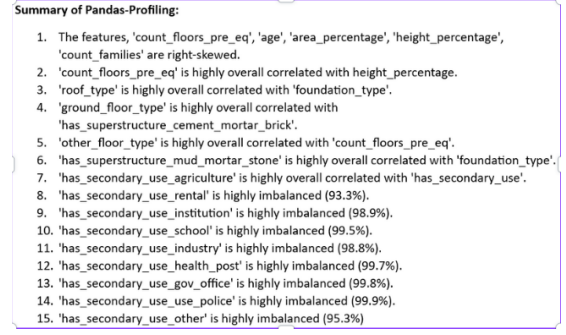 Summary of Pandas-Profiling:
1. The features, 'count_floors_pre_eq', 'age', 'area_percentage', 'height_percentage',
'count_families' are right-skewed.
2. 'count_floors_pre_eq' is highly overall correlated with height_percentage.
3. 'roof_type' is highly overall correlated with 'foundation_type'.
4. 'ground_floor_type' is highly overall correlated with
'has_superstructure_cement_mortar_brick'.
5. 'other_floor_type' is highly overall correlated with 'count_floors_pre_eq'.
6. 'has_superstructure_mud_mortar_stone' is highly overall correlated with 'foundation_type'.
7. 'has_secondary_use_agriculture' is highly overall correlated with 'has_secondary_use'.
8. 'has_secondary_use_rental' is highly imbalanced (93.3%).
9. 'has_secondary_use_institution' is highly imbalanced (98.9%).
10. 'has_secondary_use_school' is highly imbalanced (99.5%).
11. 'has_secondary_use_industry' is highly imbalanced (98.8%).
12. 'has_secondary_use_health_post' is highly imbalanced (99.7%).
13. 'has_secondary_use_gov_office' is highly imbalanced (99.8%).
14. 'has_secondary_use_use_police' is highly imbalanced (99.9%).
15. 'has_secondary_use_other' is highly imbalanced (95.3%)